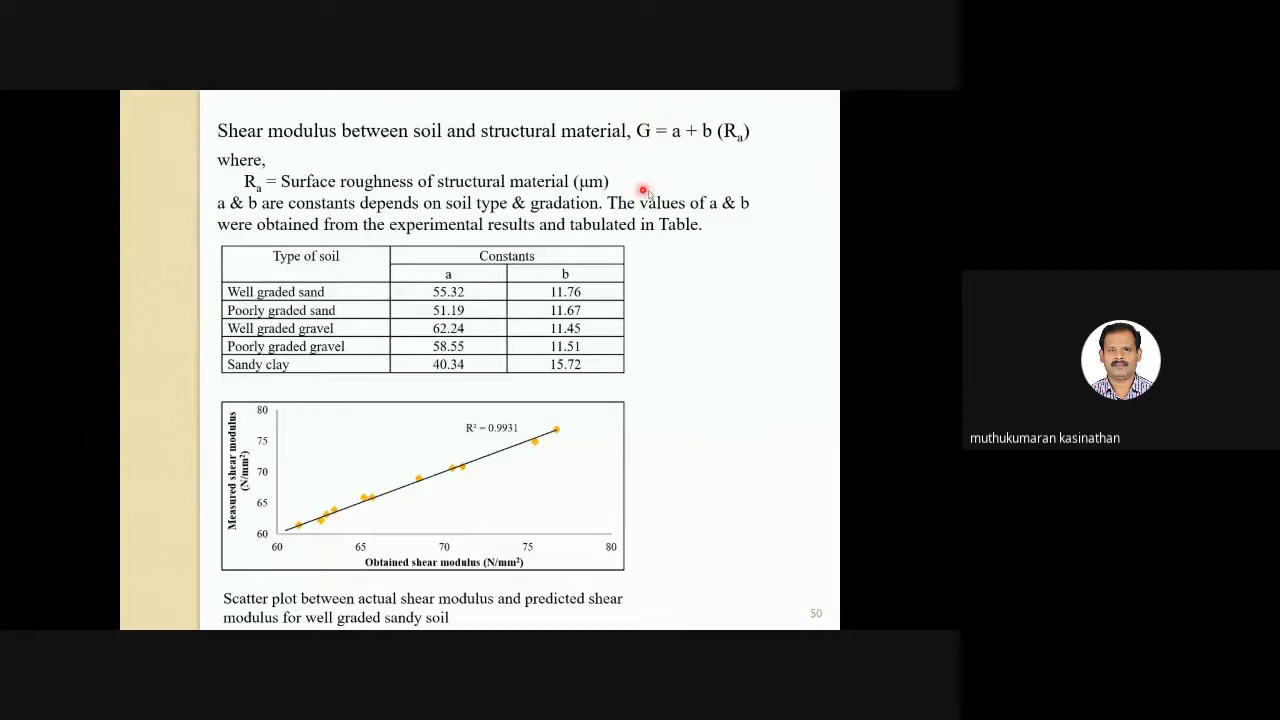 Shear modulus between soil and structural material, G = a + b (Ra)
where,
Ra = Surface roughness of structural material (μm)
a & b are constants depends on soil type & gradation. The values of a & b
were obtained from the experimental results and tabulated in Table.
Type of soil Constants
a b
Well graded sand 55.32 11.76
Poorly graded sand 51.19 11.67
Well graded gravel 62.24 11.45
Poorly graded gravel 58.55 11.51
Sandy clay 40.34 15.72
Measured shear modulus
(N/mm²)
80
75
70
65
60
R² = 0.9931
60 65 70 75 80
Obtained shear modulus (N/mm²)
Scatter plot between actual shear modulus and predicted shear
modulus for well graded sandy soil
50
muthukumaran kasinathan